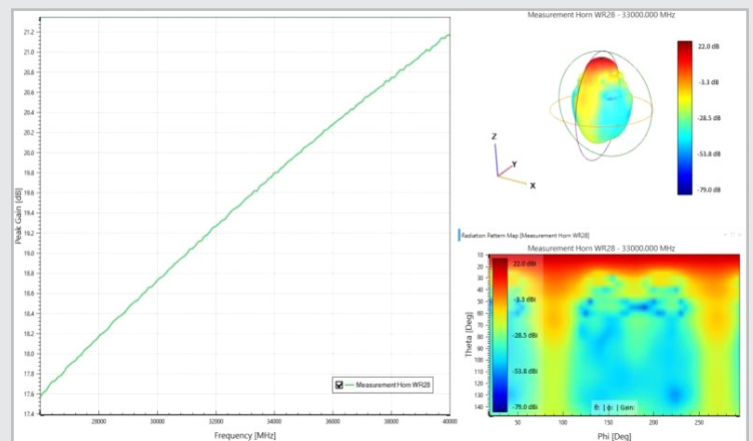 21.2
21.0
20.8
20.6
20.4
20.2
20.0
19.8
19.6
19.4
19.2
19.0
18.8
18.6
18.4
18.2
18.0
17.8
17.6
17.4
Peak Gain [dB]
28000
30000
32000
34000
36000
38000
40000
Frequency [MHz]
Measurement Horn WR28
Measurement Horn WR28 - 33000.000 MHz
22.0 dB
-3.3 dB
-28.5 dB
-53.8 dB
-79.0 dB
Z
Y
X
Radiation Pattern Map [Measurement Horn WR28]
Measurement Horn WR28 - 33000.000 MHz
Theta [Deg]
10
20
30
40
50
60
70
80
90
100
110
120
130
140
22.0 dBi
-3.3 dBi
-28.5 dBi
-53.8 dBi
-79.0 dBi
Gain:
50
100
150
200
250
Phi [Deg]